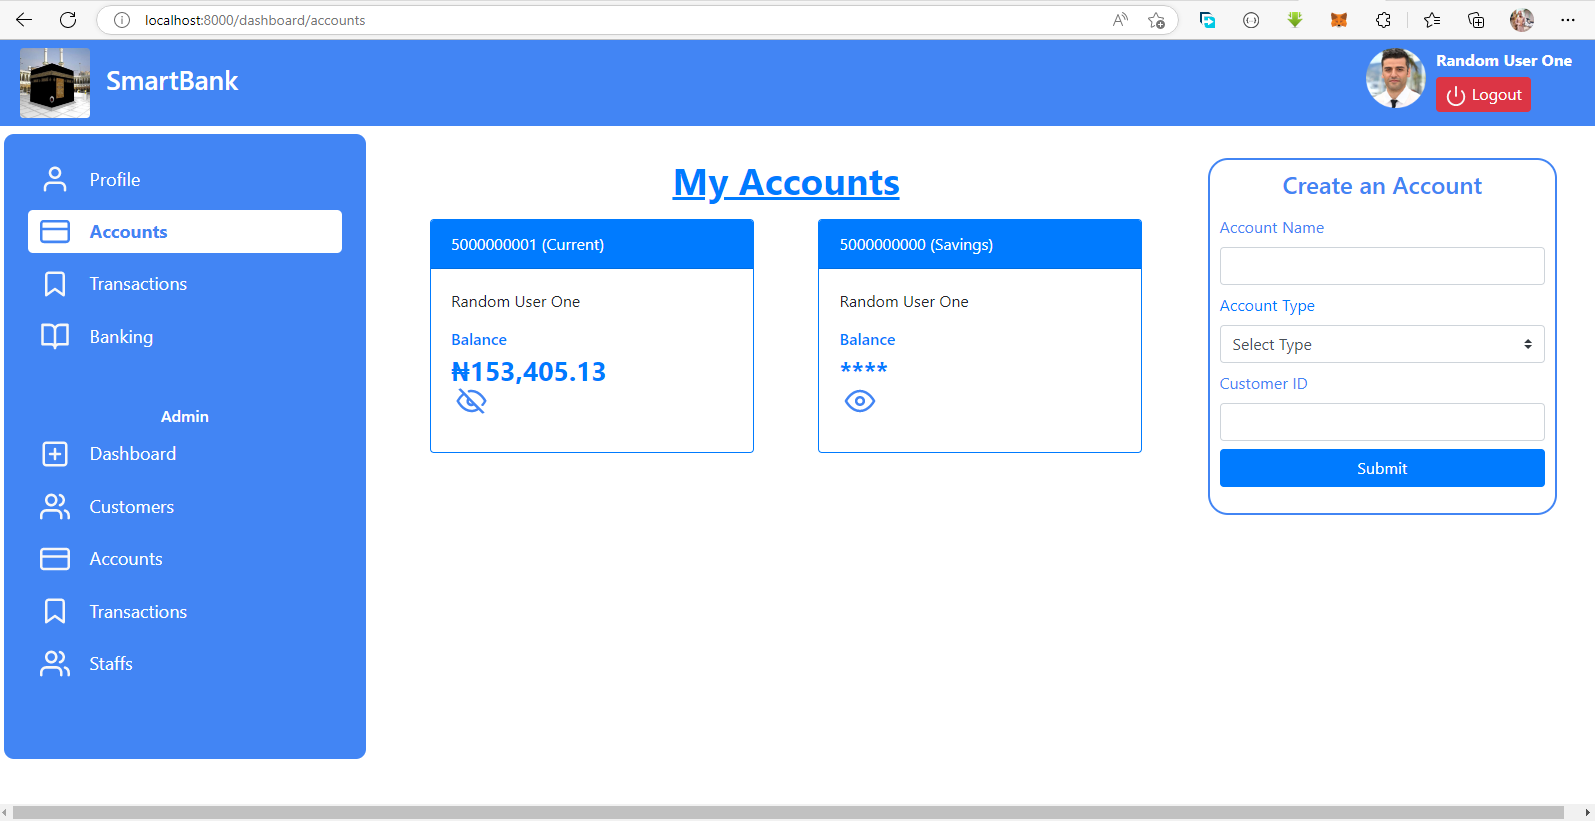 localhost:8000/dashboard/accounts
SmartBank
Random User One
Logout
Profile
Accounts
Transactions
Banking
Admin
Dashboard
Customers
Accounts
Transactions
Staffs
My Accounts
5000000001 (Current)
Random User One
Balance
₦153,405.13
5000000000 (Savings)
Random User One
Balance
****
Create an Account
Account Name
Account Type
Select Type
Customer ID
Submit